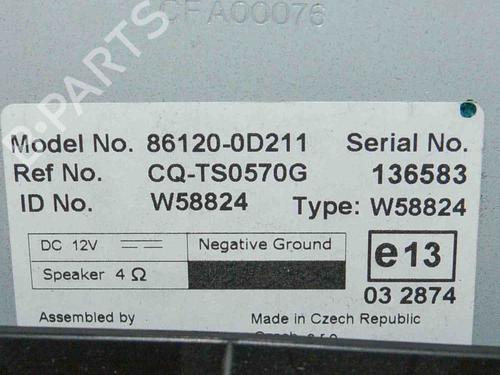 CFA00076
B-PARTS
Model No. 86120-0D211 Serial No.
Ref No. CQ-TS0570G 136583
ID No. W58824 Type: W58824
DC 12V Negative Ground
Speaker 4 Ω
e13
03 2874
Assembled by Made in Czech Republic
Czech, s.r.o.